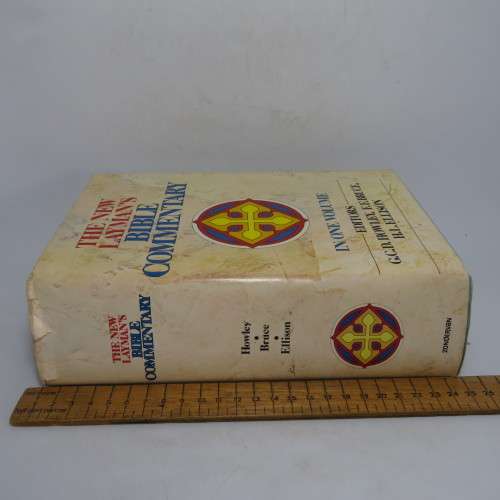 THE NEW
LAYMAN'S
BIBLE
COMMENTARY
IN ONE VOLUME
EDITORS
G.C.D. HOWLEY, F.F. BRUCE,
H.L. ELLISON
THE NEW
LAYMAN'S
BIBLE
COMMENTARY
Howley
•
Bruce
•
Ellison
ZONDERVAN